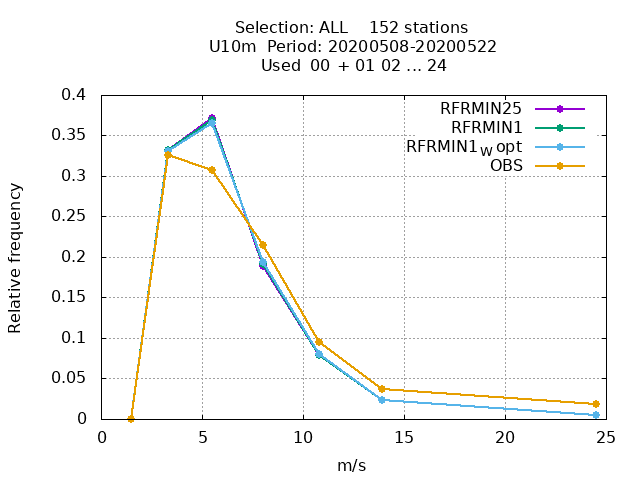 Selection: ALL    152 stations
U10m  Period: 20200508-20200522
Used  00  + 01 02 ... 24
0.4
0.35
0.3
0.25
0.2
0.15
0.1
0.05
0
Relative frequency
RFRMIN25
RFRMIN1
RFRMIN1W opt
OBS
0 5 10 15 20 25
m/s